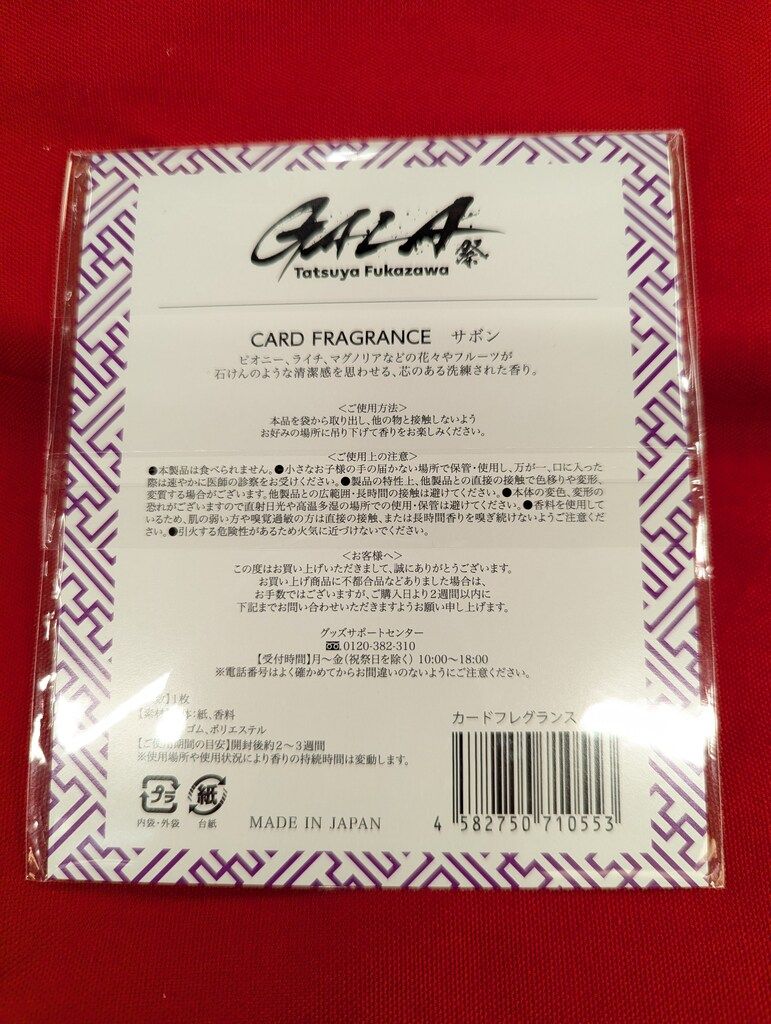 GALA祭
Tatsuya Fukazawa
CARD FRAGRANCE サボン
ピオニー、ライチ、マグノリアなどの花々やフルーツが
石けんのような清潔感を思わせる、芯のある洗練された香り。
<ご使用方法>
本品を袋から取り出し、他の物と接触しないよう
お好みの場所に吊り下げて香りをお楽しみください。
<ご使用上の注意>
●本製品は食べられません。●小さなお子様の手の届かない場所で保管・使用し、万が一、口に入った
際は速やかに医師の診察をお受けください。●製品の特性上、他製品との直接の接触で色移りや変形、
変質する場合がございます。他製品との広範囲・長時間の接触は避けてください。●本体の変色、変形の
恐れがございますので直射日光や高温多湿の場所での使用・保管は避けてください。●香料を使用して
いるため、肌の弱い方や嗅覚過敏の方は直接の接触、または長時間香りを嗅ぎ続けないようご注意くだ
さい。●引火する危険性があるため火気に近づけないでください。
<お客様へ>
この度はお買い上げいただきまして、誠にありがとうございます。
お買い上げ商品に不都合品などありました場合は、
お手数ではございますが、ご購入日より2週間以内に
下記までお問い合わせいただきますようお願い申し上げます。
グッズサポートセンター
0120-382-310
【受付時間】月～金(祝祭日を除く) 10:00～18:00
※電話番号はよく確かめてからお間違いのないようにご注意ください。
】1枚
【素材 体:紙、香料
ゴム、ポリエステル
【ご使用期間の目安】開封後約2～3週間
※使用場所や使用状況により香りの持続時間は変動します。
カードフレグランス
プラ 紙
内袋・外袋 台紙
MADE IN JAPAN
4 582750 710553